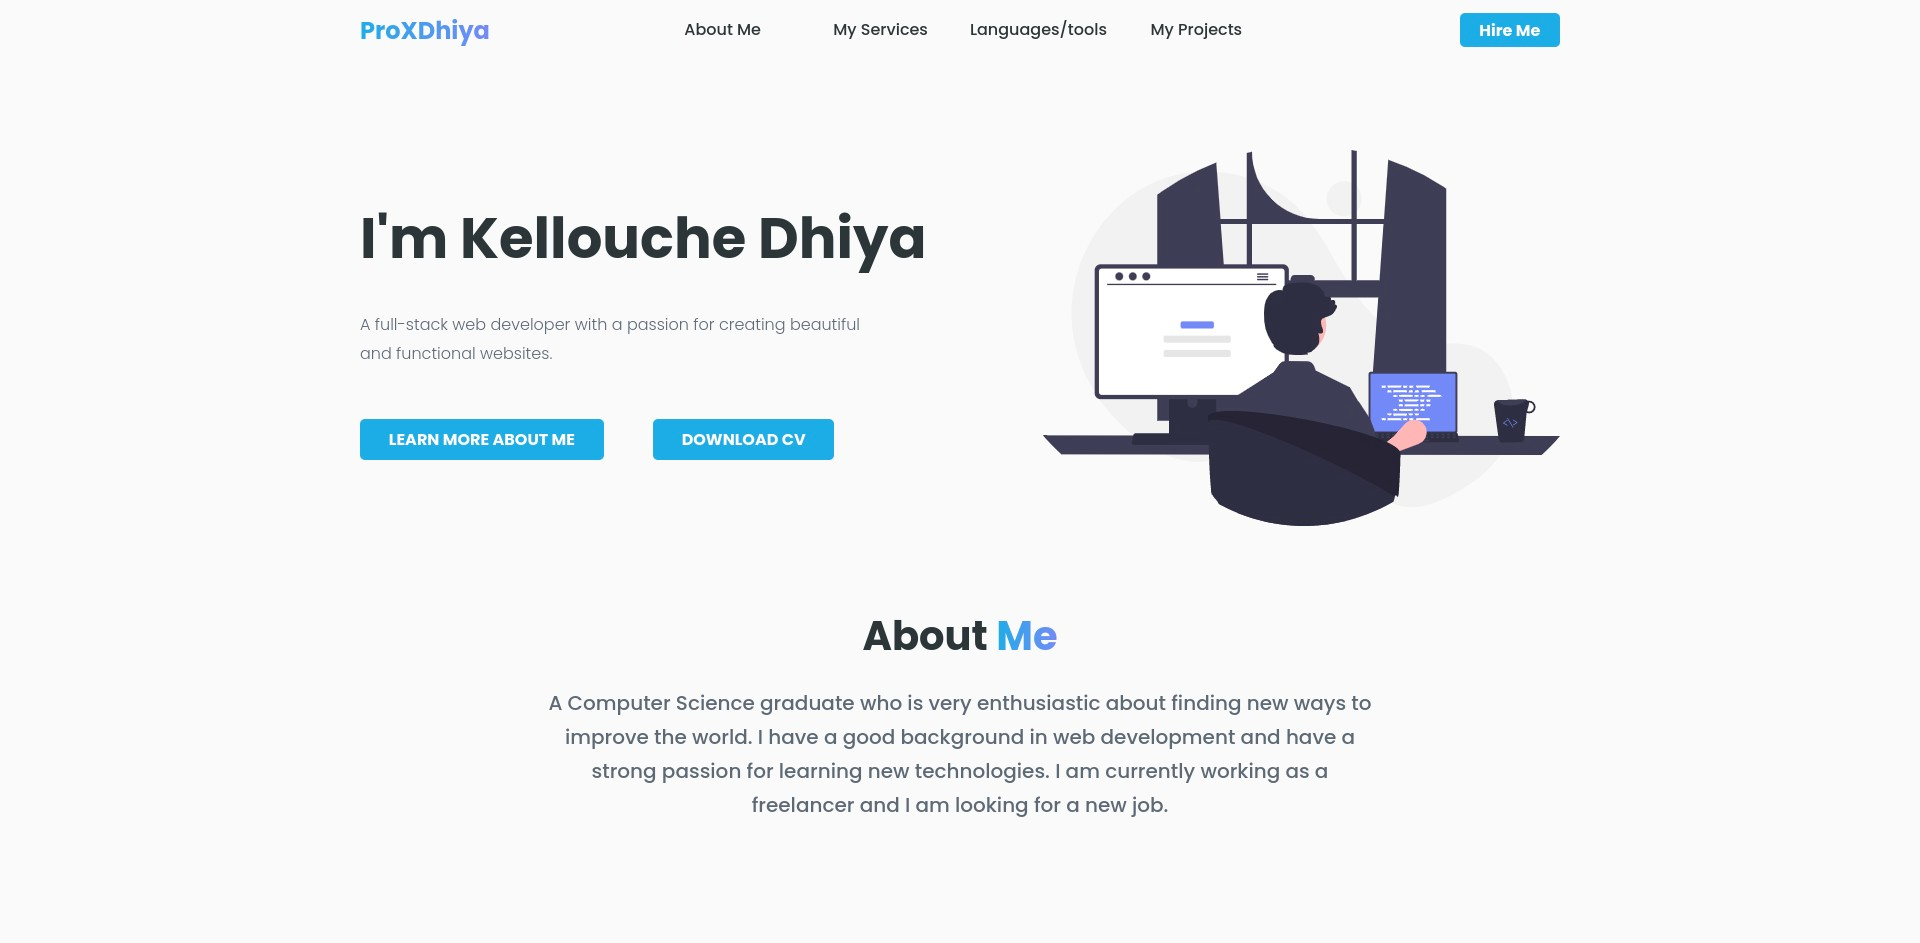 ProXDhiya
About Me
My Services
Languages/tools
My Projects
Hire Me
I'm Kellouche Dhiya
A full-stack web developer with a passion for creating beautiful
and functional websites.
LEARN MORE ABOUT ME
DOWNLOAD CV
About Me
A Computer Science graduate who is very enthusiastic about finding new ways to
improve the world. I have a good background in web development and have a
strong passion for learning new technologies. I am currently working as a
freelancer and I am looking for a new job.